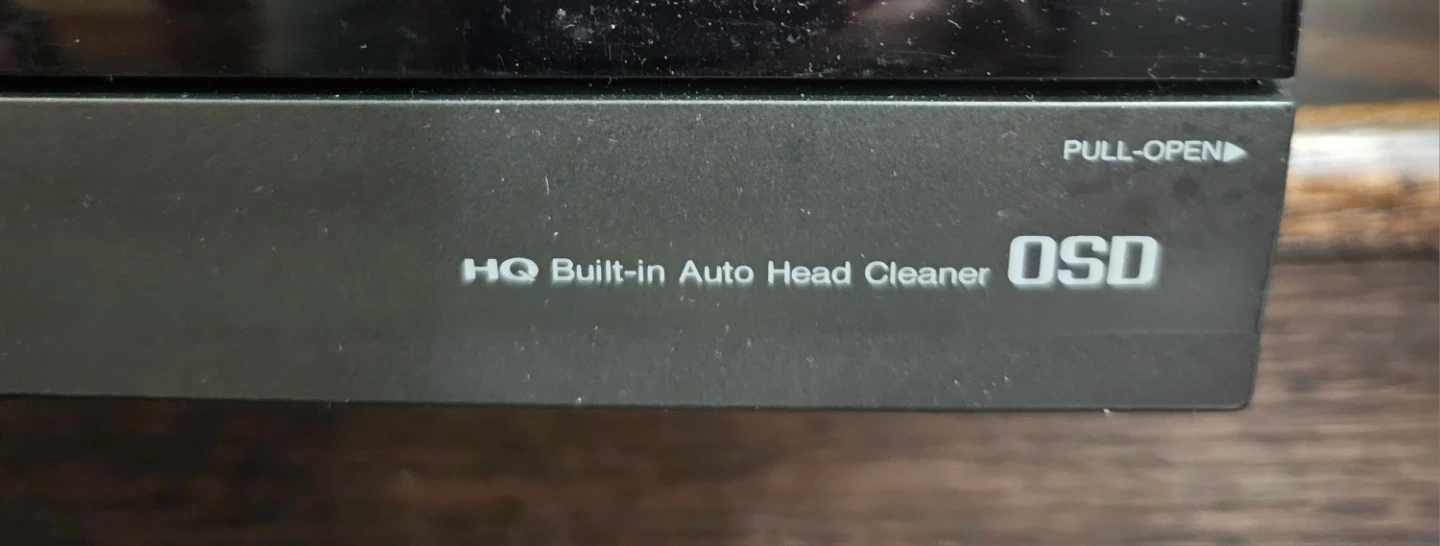 PULL-OPEN▶
HQ Built-in Auto Head Cleaner OSD